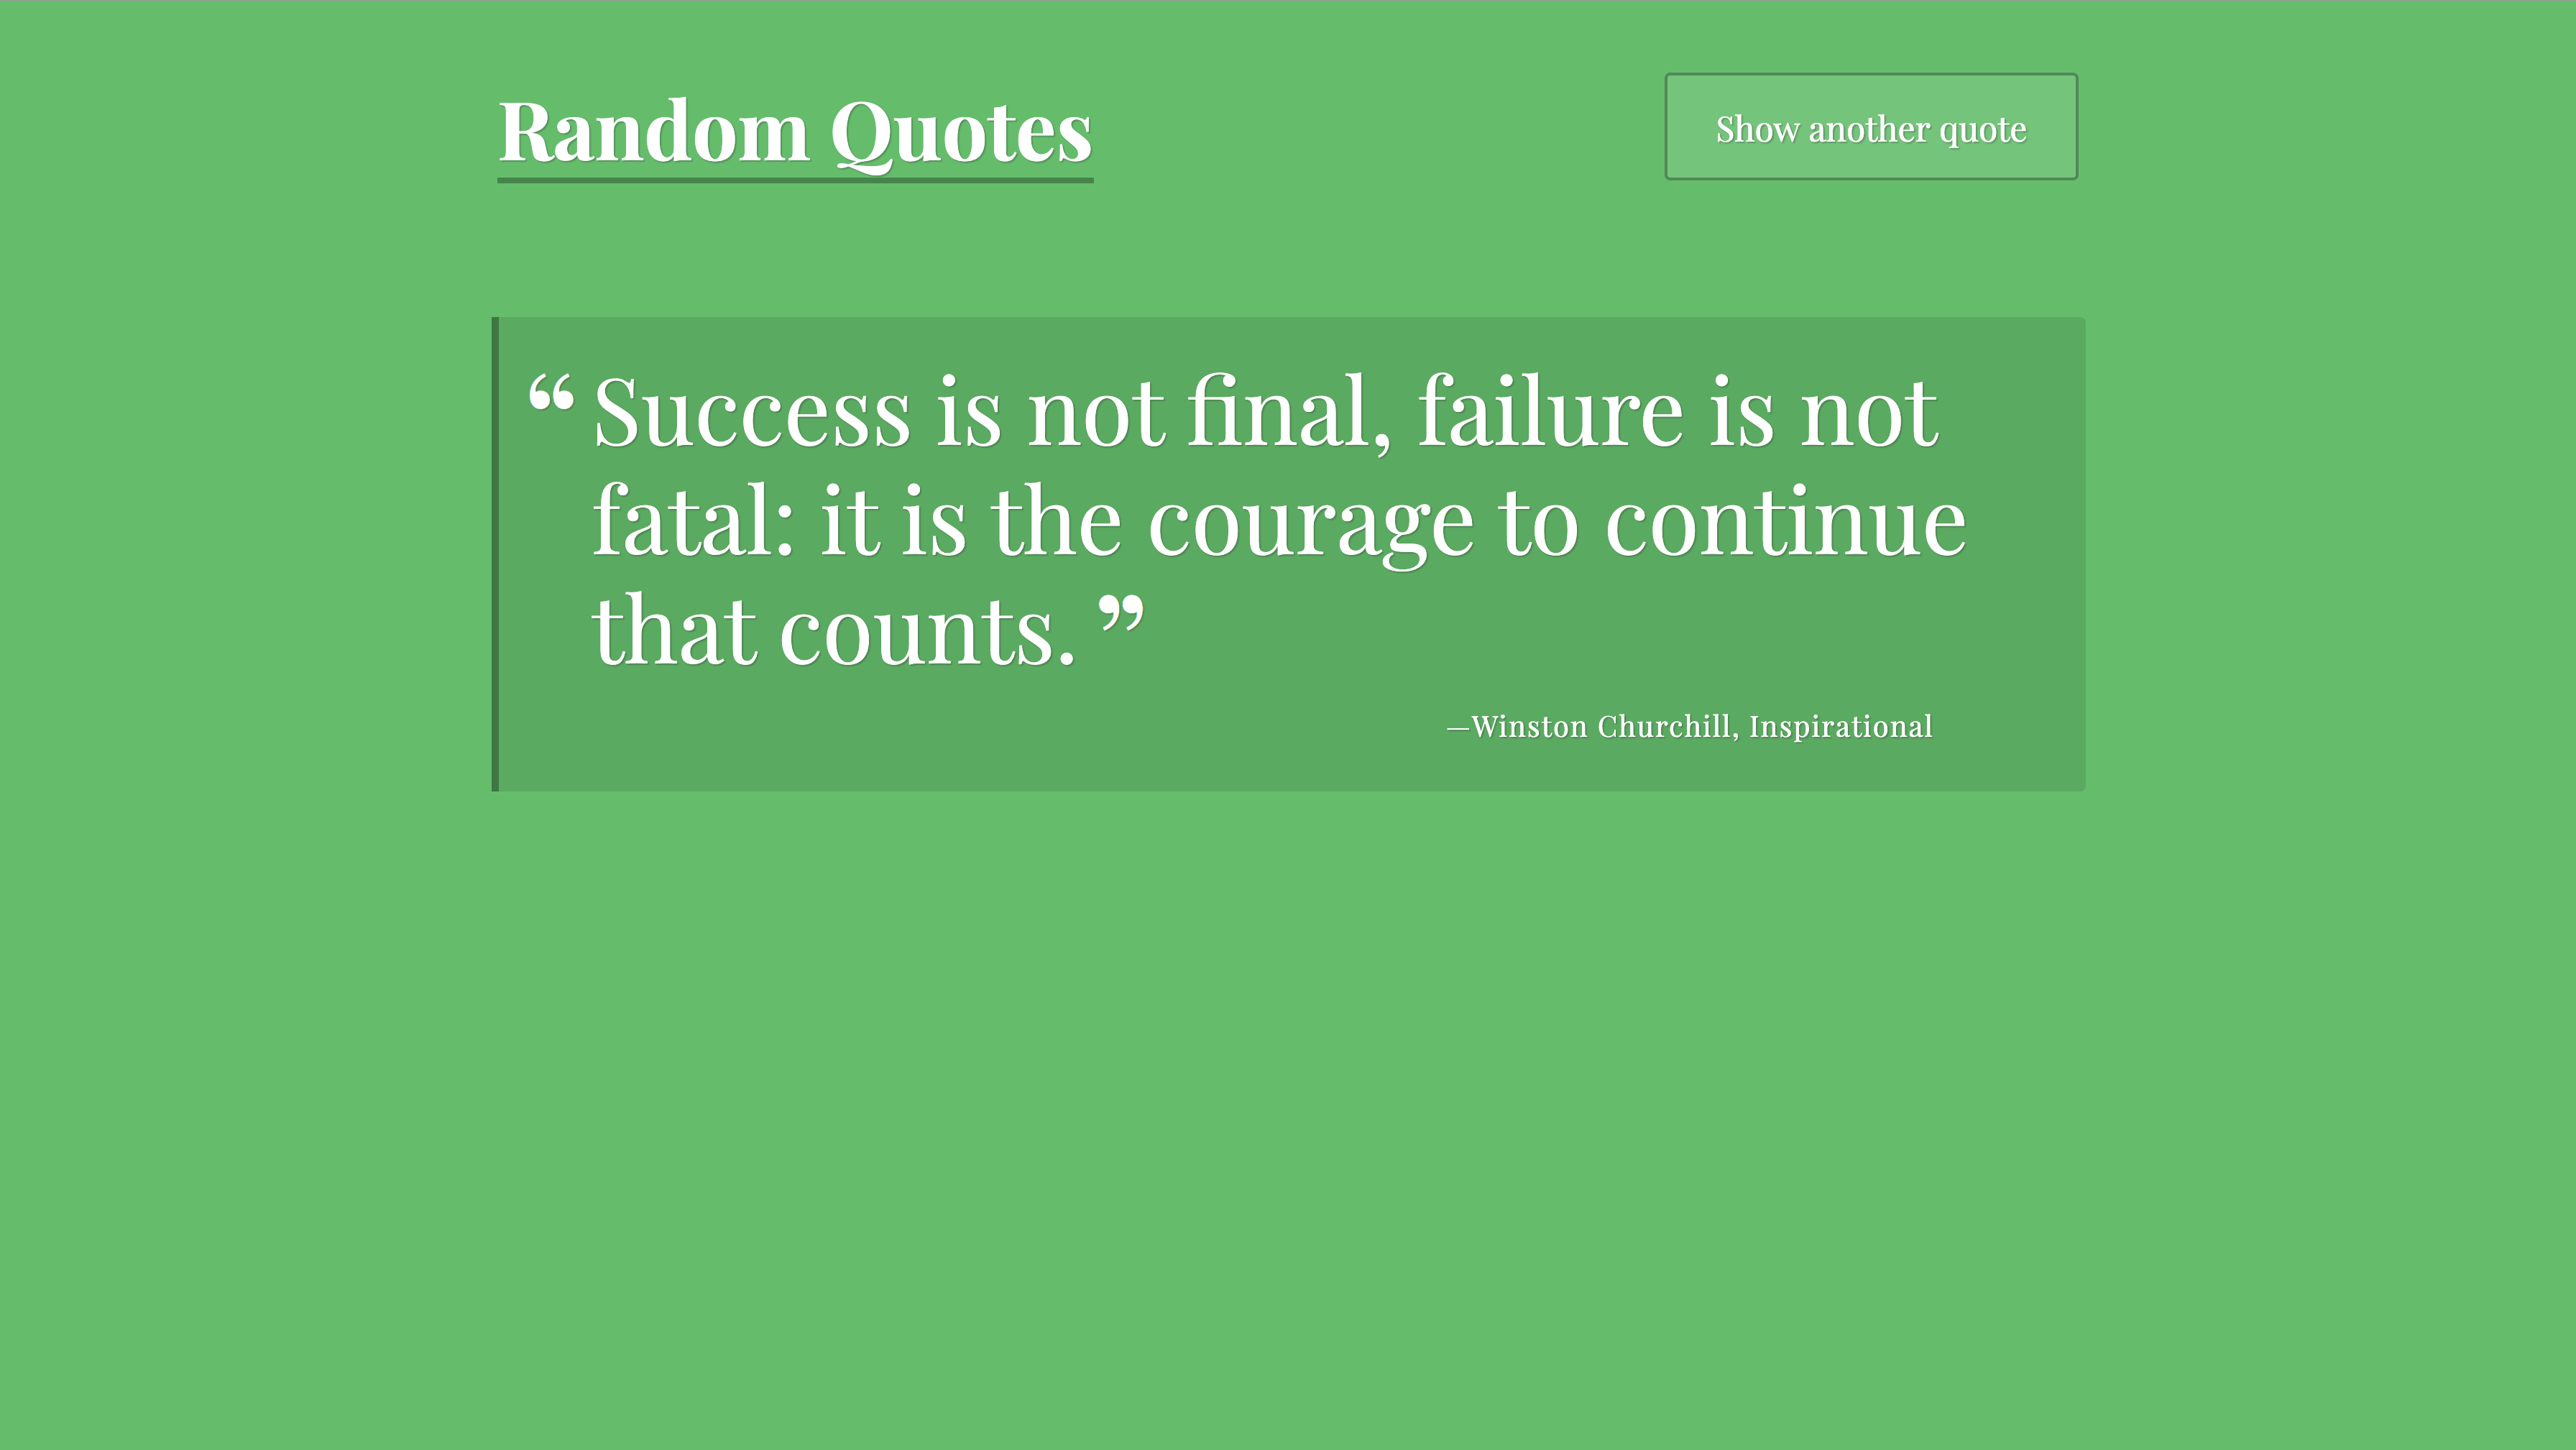 Random Quotes
Show another quote
“ Success is not final, failure is not
fatal: it is the courage to continue
that counts. ”
—Winston Churchill, Inspirational